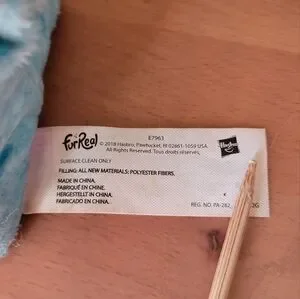 furReal
E7963
© 2018 Hasbro, Pawtucket, RI 02861-1059 USA.
All Rights Reserved. Tous droits réservés.
Hasbro
SURFACE CLEAN ONLY
FILLING: ALL NEW MATERIALS: POLYESTER FIBERS.
MADE IN CHINA.
FABRIQUÉ EN CHINE.
HERGESTELLT IN CHINA.
FABRICADO EN CHINA.
REG. NO. PA-282